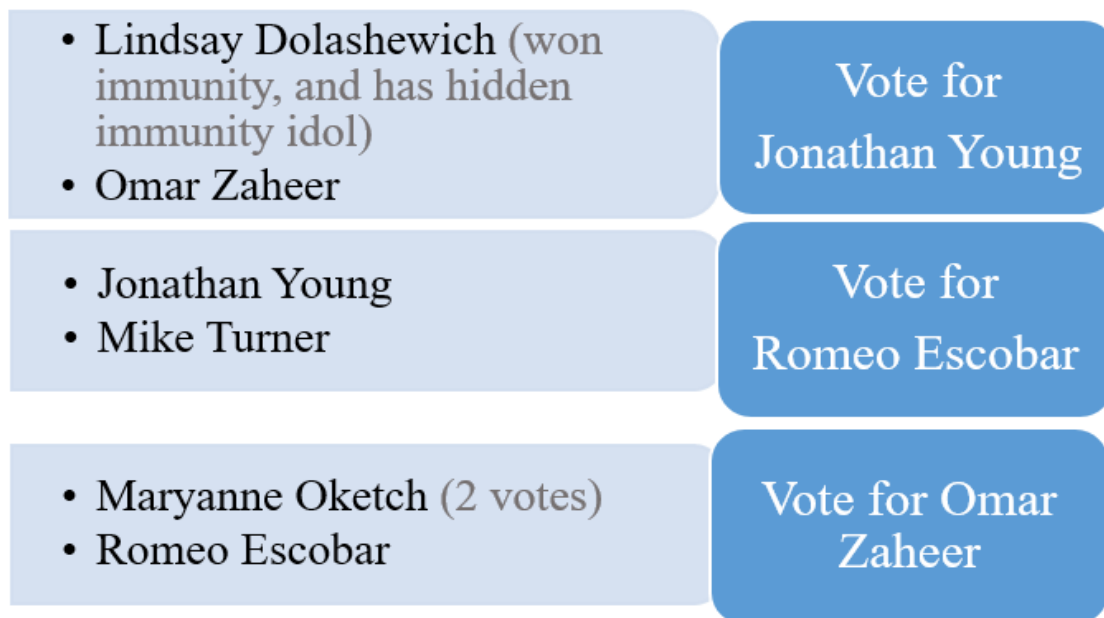 • Lindsay Dolashewich (won
immunity, and has hidden
immunity idol)
• Omar Zaheer
Vote for
Jonathan Young
• Jonathan Young
• Mike Turner
Vote for
Romeo Escobar
• Maryanne Oketch (2 votes)
• Romeo Escobar
Vote for Omar
Zaheer